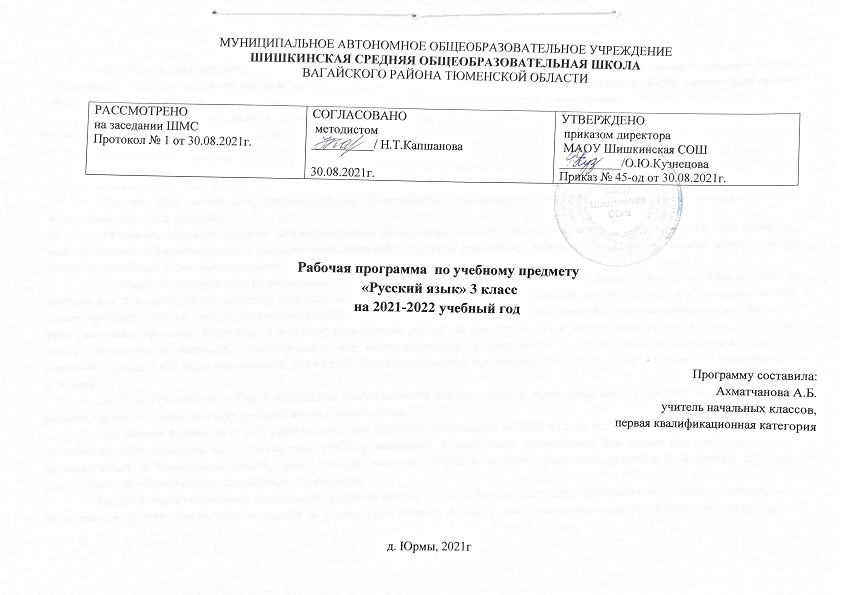 МУНИЦИПАЛЬНОЕ АВТОНОМНОЕ ОБЩЕОБРАЗОВАТЕЛЬНОЕ УЧРЕЖДЕНИЕ
ШИШКИНСКАЯ СРЕДНЯЯ ОБЩЕОБРАЗОВАТЕЛЬНАЯ ШКОЛА
ВАГАЙСКОГО РАЙОНА ТЮМЕНСКОЙ ОБЛАСТИ
РАССМОТРЕНО
на заседании ШМС
Протокол № 1 от 30.08.2021г.
СОГЛАСОВАНО
методистом
/ Н.Т.Капшанова
30.08.2021г.
УТВЕРЖДЕНО
приказом директора
МАОУ Шишкинская СОШ
/О.Ю.Кузнецова
Приказ № 45-од от 30.08.2021г.
Шишкинская
СОШ
Рабочая программа по учебному предмету
«Русский язык» 3 класс
на 2021-2022 учебный год
Программу составила:
Ахматчанова А.Б.
учитель начальных классов,
первая квалификационная категория
д. Юрмы, 2021г